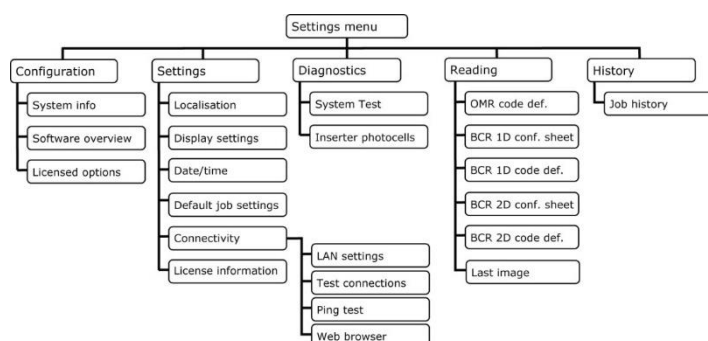 Settings menu
Configuration
System info
Software overview
Licensed options
Settings
Localisation
Display settings
Date/time
Default job settings
Connectivity
LAN settings
Test connections
Ping test
Web browser
License information
Diagnostics
System Test
Inserter photocells
Reading
OMR code def.
BCR 1D conf. sheet
BCR 1D code def.
BCR 2D conf. sheet
BCR 2D code def.
Last image
History
Job history